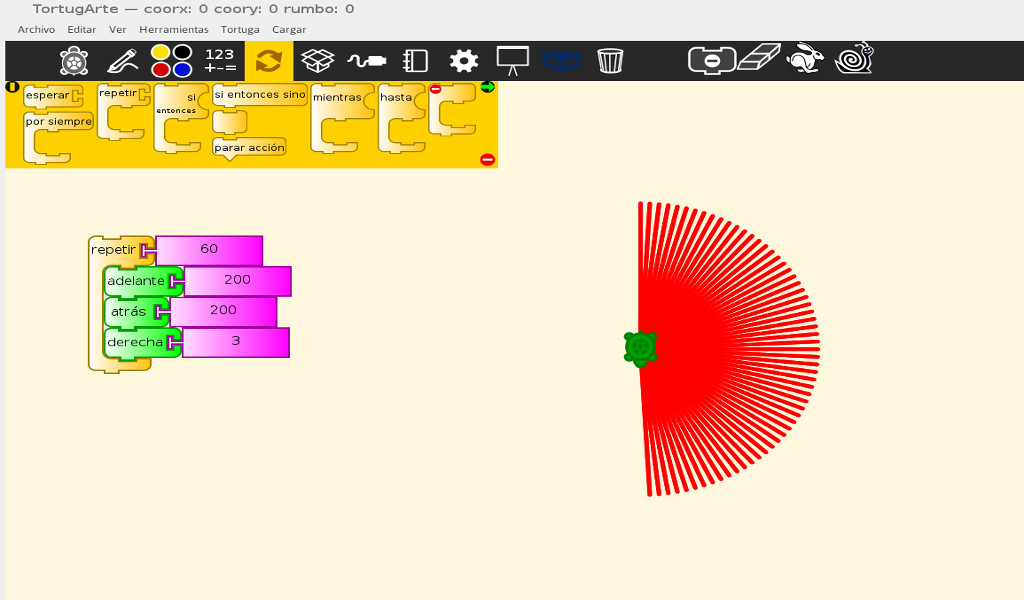 TortugArte — coorx: 0 coory: 0 rumbo: 0
Archivo Editar Ver Herramientas Tortuga Cargar
123
+-=
esperar
por siempre
repetir
si
entonces
si entonces sino
parar acción
mientras
hasta
repetir 60
adelante 200
atrás 200
derecha 3